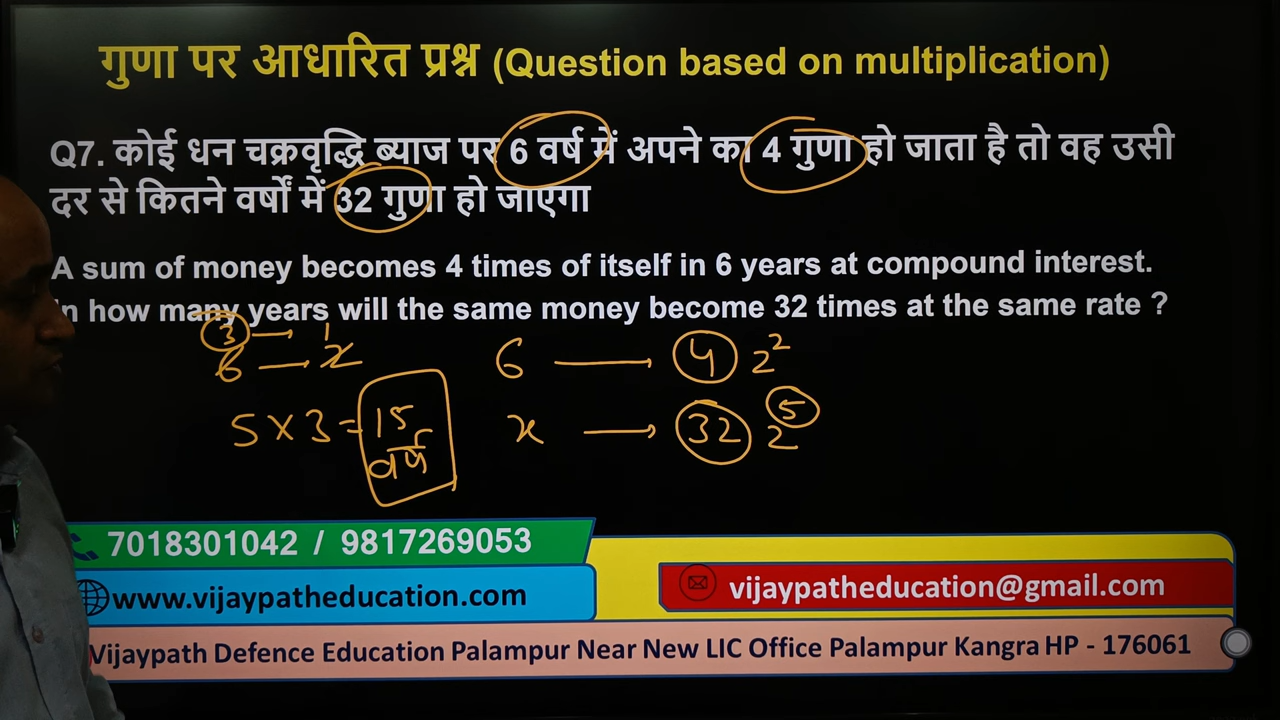 गुणा पर आधारित प्रश्न (Question based on multiplication)
Q7. कोई धन चक्रवृद्धि ब्याज पर 6 वर्ष में अपने का 4 गुणा हो जाता है तो वह उसी
दर से कितने वर्षों में 32 गुणा हो जाएगा
A sum of money becomes 4 times of itself in 6 years at compound interest.
In how many years will the same money become 32 times at the same rate ?
3 → 1
6 → 2
5 × 3 = 15 वर्ष
6 → 4 2²
x → 32 2⁵
7018301042 / 9817269053
www.vijaypatheducation.com
vijaypatheducation@gmail.com
Vijaypath Defence Education Palampur Near New LIC Office Palampur Kangra HP - 176061